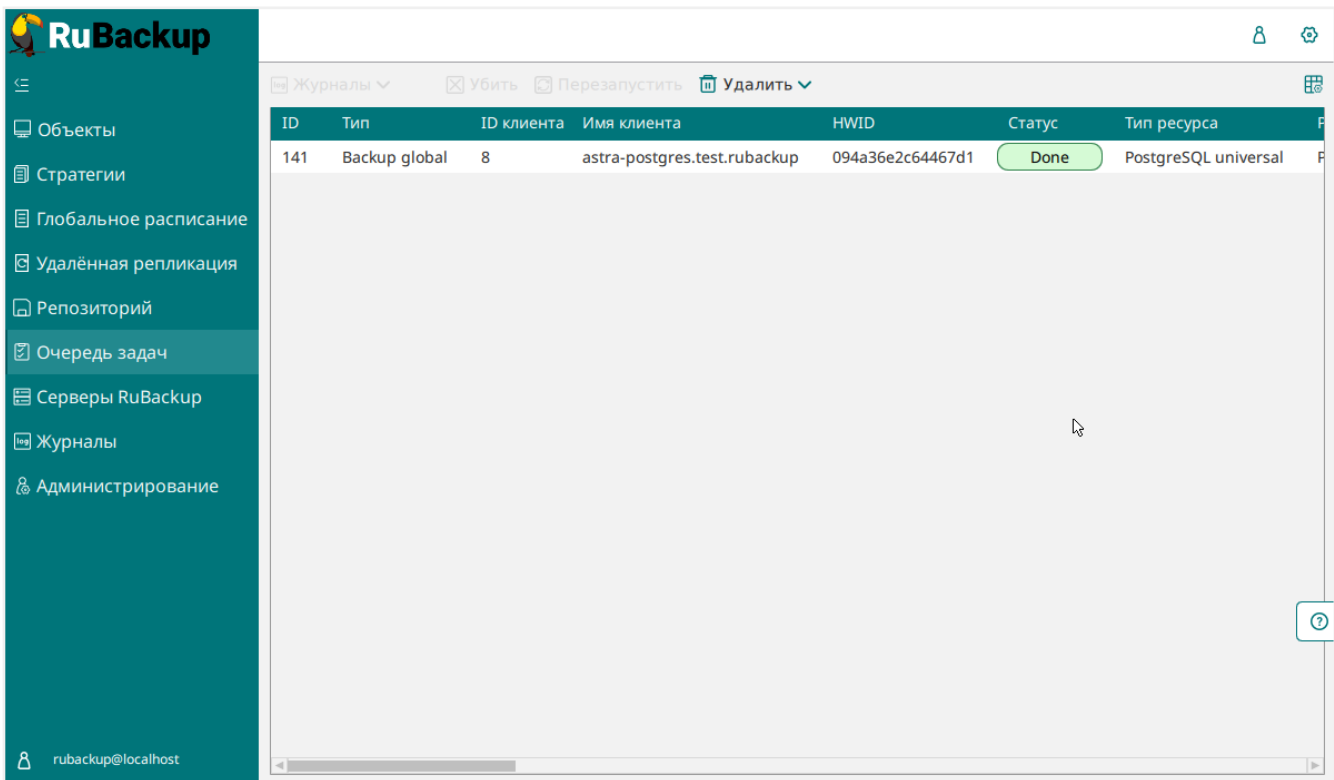 RuBackup
log Журналы Убить Перезапустить Удалить
Объекты
Стратегии
Глобальное расписание
Удалённая репликация
Репозиторий
Очередь задач
Серверы RuBackup
log Журналы
Администрирование
rubackup@localhost
ID Тип ID клиента Имя клиента HWID Статус Тип ресурса
141 Backup global 8 astra-postgres.test.rubackup 094a36e2c64467d1 Done PostgreSQL universal
?